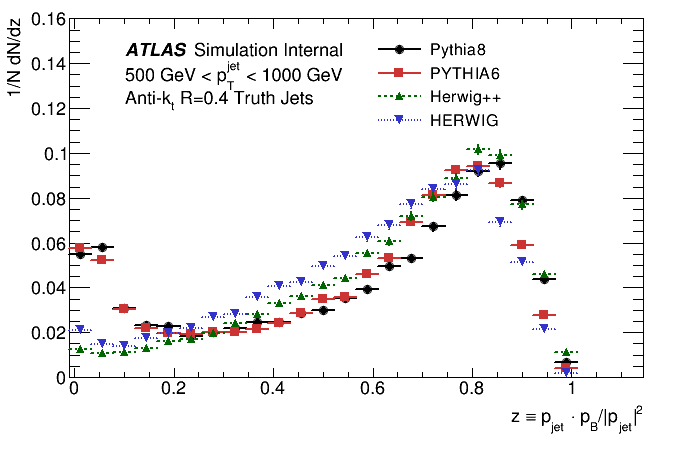 1/N dN/dz
ATLAS Simulation Internal
500 GeV < p_T^jet < 1000 GeV
Anti-k_t R=0.4 Truth Jets
Pythia8
PYTHIA6
Herwig++
HERWIG
0.16
0.14
0.12
0.1
0.08
0.06
0.04
0.02
0
0 0.2 0.4 0.6 0.8 1
z ≡ p_jet · p_B/|p_jet|^2